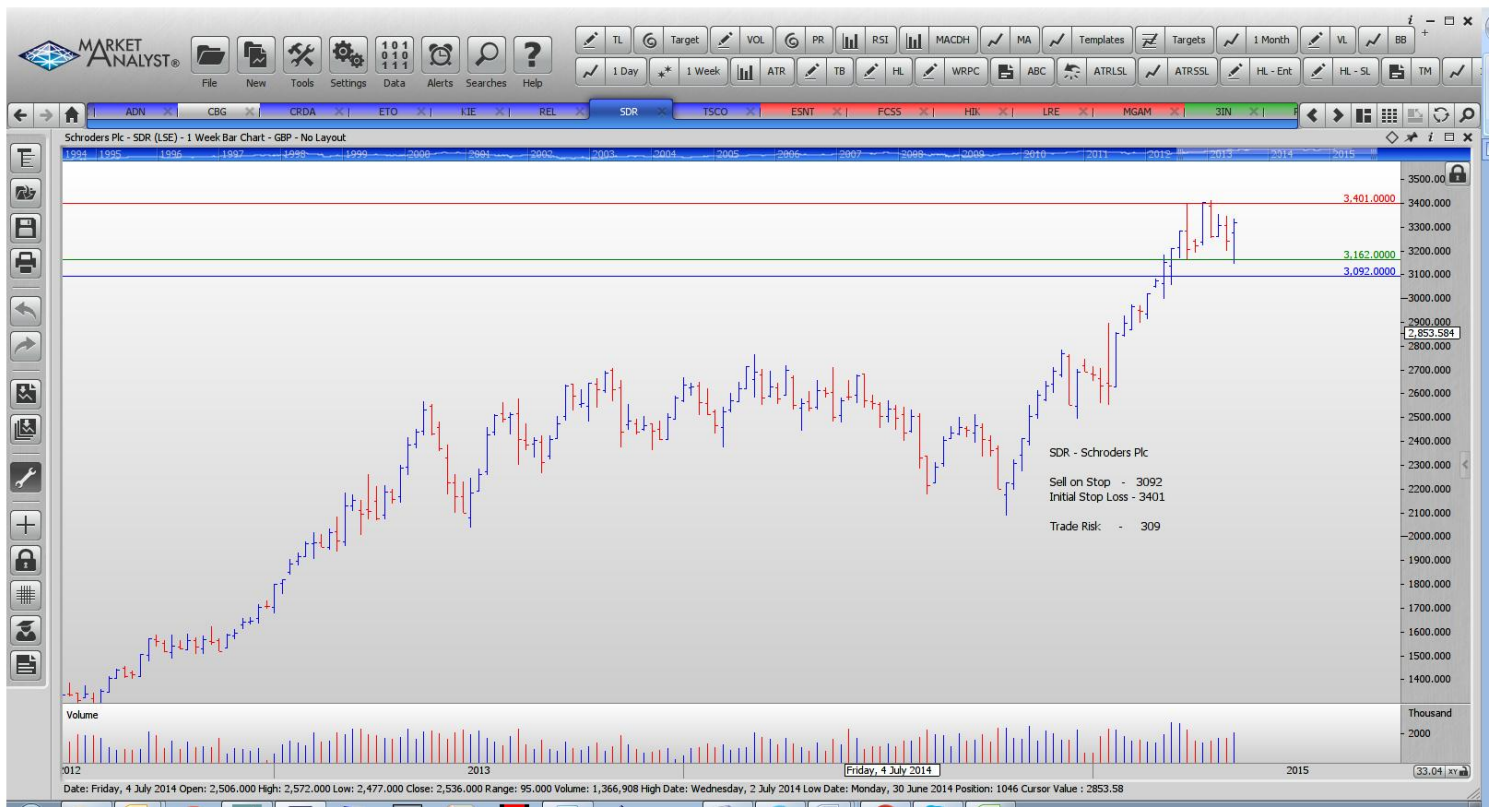 MARKET
ANALYST®
File New Tools Settings Data Alerts Searches Help
TL Target VOL PR RSI MACDH MA Templates Targets 1 Month VL BB
1 Day 1 Week ATR TB HL WRPC ABC ATRLSL ATRSSL HL - Ent HL - SL TM
ADN CBG CRDA ETO KIE REL SDR TSCO ESNT FCSS HIK LRE MGAM 3IN
Schroders Plc - SDR (LSE) - 1 Week Bar Chart - GBP - No Layout
1994 1995 1996 1997 1998 1999 2000 2001 2002 2003 2004 2005 2006 2007 2008 2009 2010 2011 2012 2013 2014 2015
3500.00
3,401.0000 3400.000
3300.000
3,162.0000 3200.000
3,092.0000 3100.000
3000.000
2900.000
2,853.584
2800.000
2700.000
2600.000
2500.000
2400.000
SDR - Schroders Plc
2300.000
Sell on Stop - 3092
2200.000
Initial Stop Loss - 3401
2100.000
Trade Risk - 309
2000.000
1900.000
1800.000
1700.000
1600.000
1500.000
1400.000
Volume Thousand
2000
2013 Friday, 4 July 2014 2015 33.04 XY
Date: Friday, 4 July 2014 Open: 2,506.000 High: 2,572.000 Low: 2,477.000 Close: 2,536.000 Range: 95.000 Volume: 1,366,908 High Date: Wednesday, 2 July 2014 Low Date: Monday, 30 June 2014 Position: 1046 Cursor Value : 2853.58